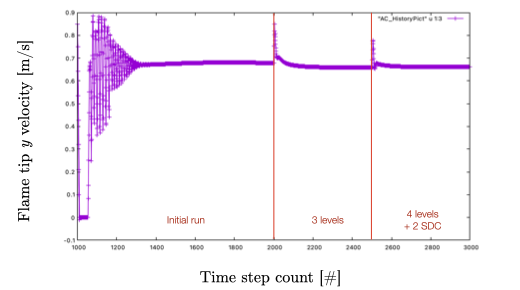 "AC_HistoryPict" u 1:3
0.9
0.8
0.7
0.6
0.5
0.4
0.3
0.2
0.1
0
-0.1
Flame tip y velocity [m/s]
Initial run
3 levels
4 levels
+ 2 SDC
1000 1200 1400 1600 1800 2000 2200 2400 2600 2800 3000
Time step count [#]